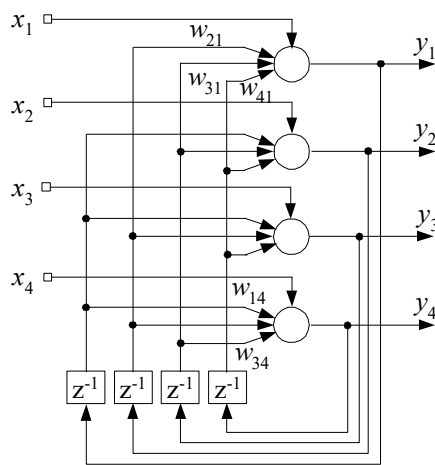 x₁
w₂₁
y₁
w₃₁
w₄₁
x₂
y₂
x₃
y₃
x₄
w₁₄
y₄
w₃₄
z⁻¹ z⁻¹ z⁻¹ z⁻¹